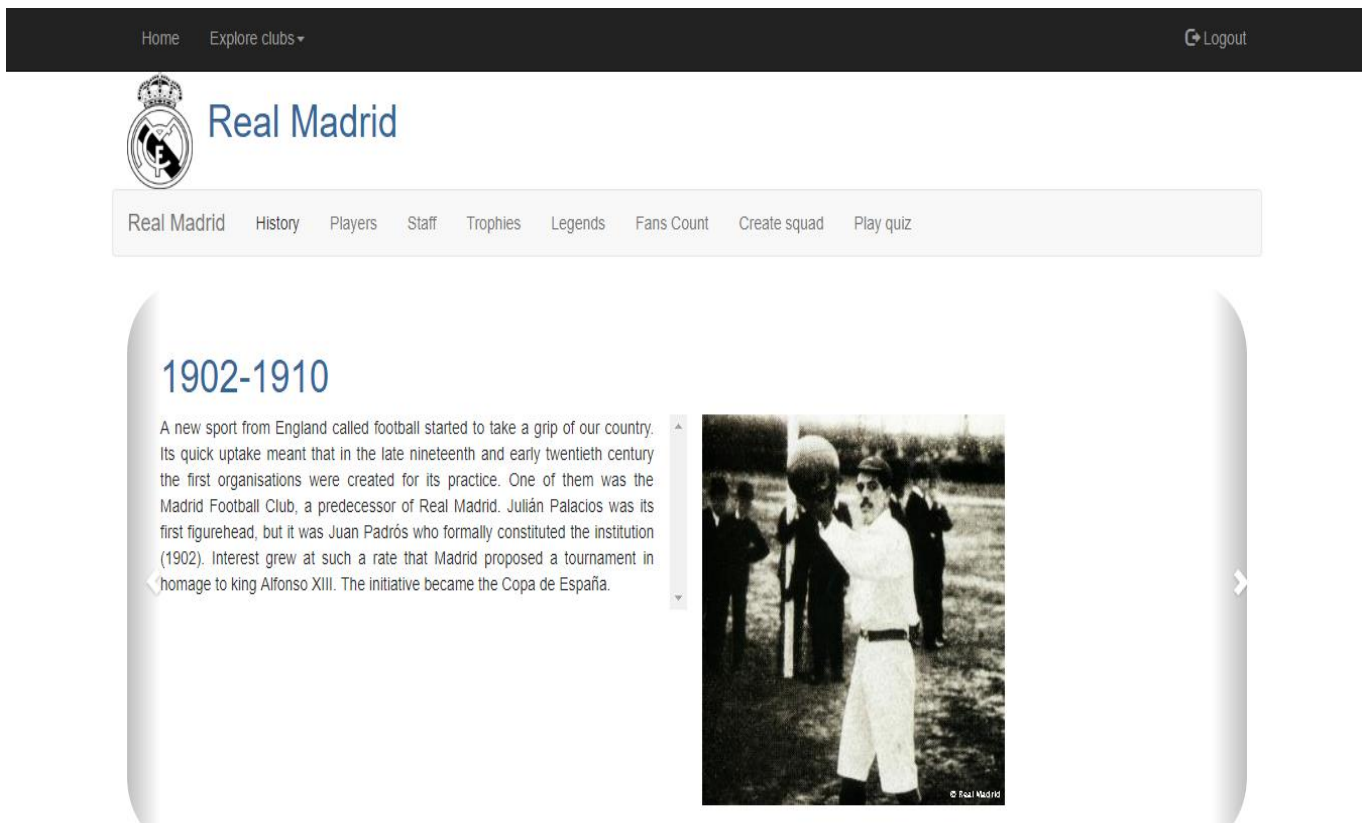 Home Explore clubs Logout
Real Madrid
Real Madrid History Players Staff Trophies Legends Fans Count Create squad Play quiz
1902-1910
A new sport from England called football started to take a grip of our country.
Its quick uptake meant that in the late nineteenth and early twentieth century
the first organisations were created for its practice. One of them was the
Madrid Football Club, a predecessor of Real Madrid. Julián Palacios was its
first figurehead, but it was Juan Padrós who formally constituted the institution
(1902). Interest grew at such a rate that Madrid proposed a tournament in
homage to king Alfonso XIII. The initiative became the Copa de España.
© Real Madrid